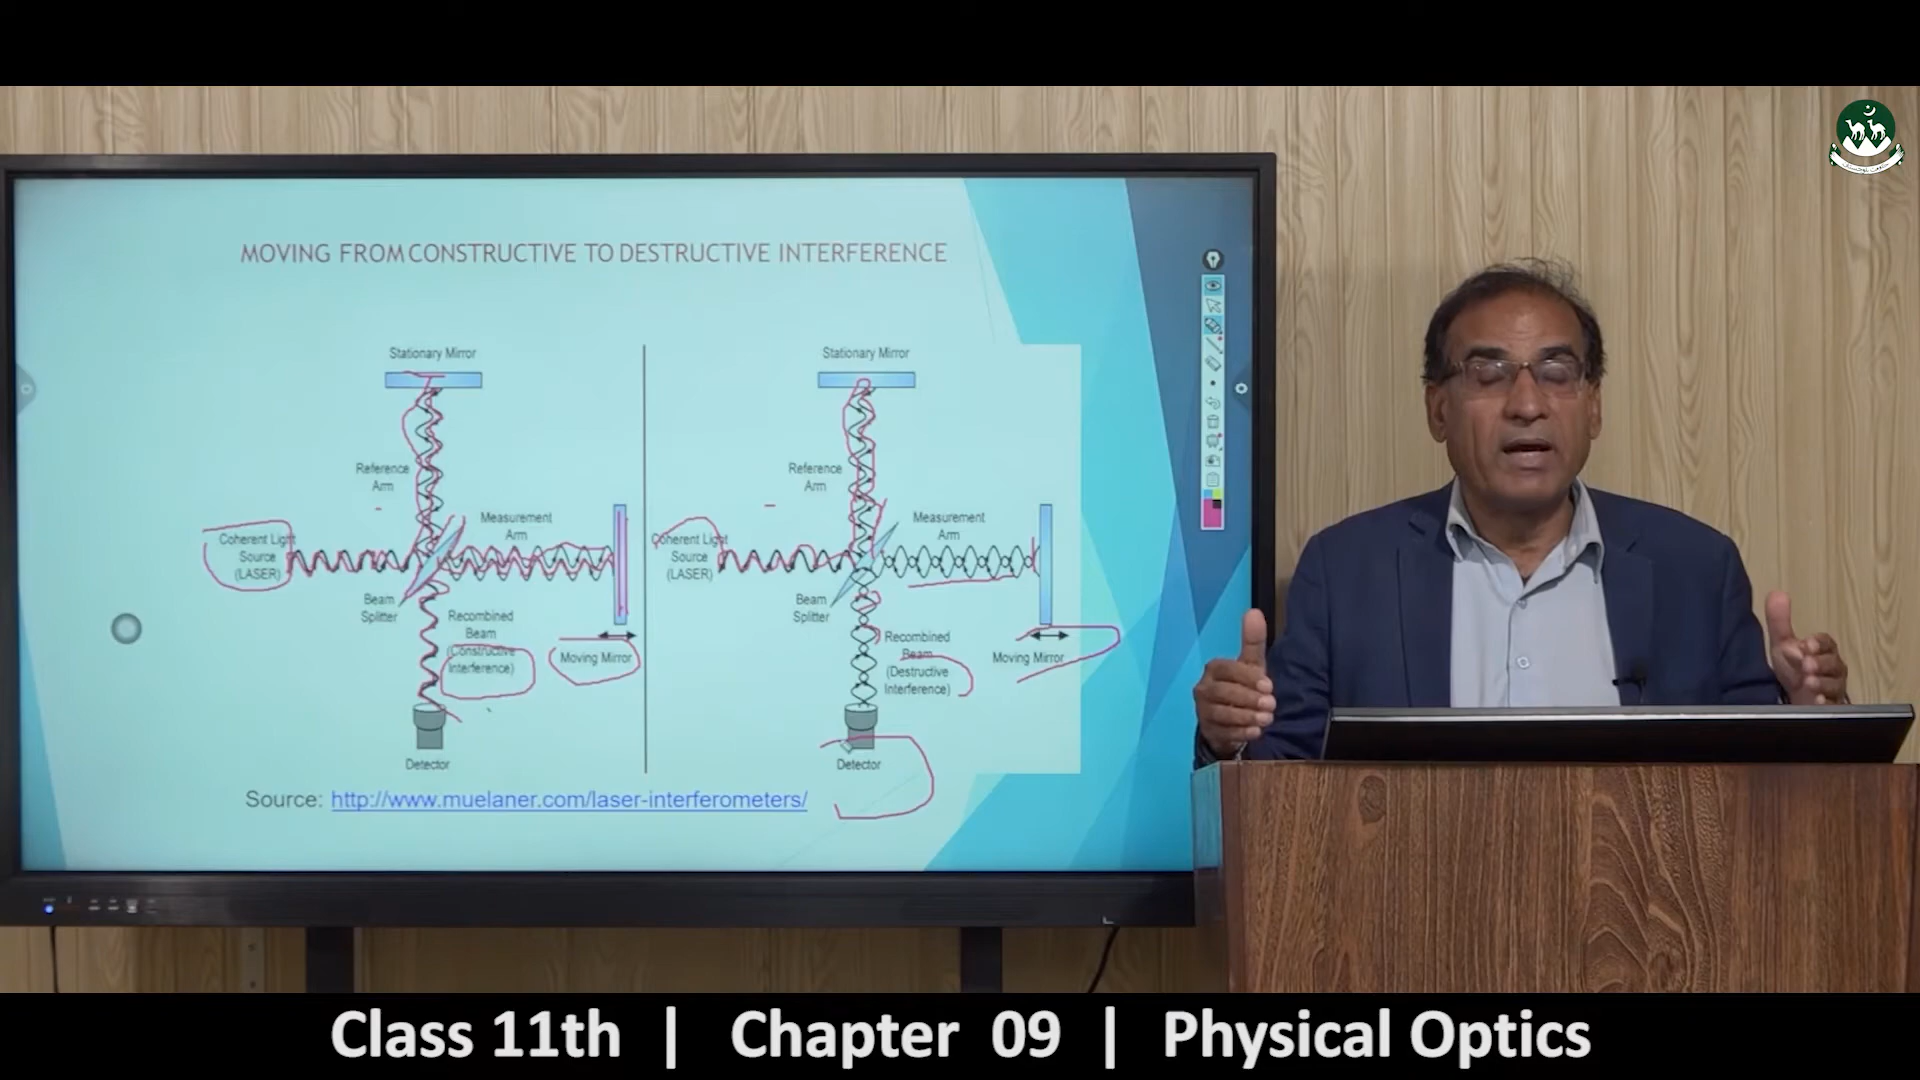 MOVING FROM CONSTRUCTIVE TO DESTRUCTIVE INTERFERENCE
Stationary Mirror
Reference
Arm
Measurement
Arm
Coherent Light
Source
(LASER)
Beam
Splitter
Recombined
Beam
(Constructive
Interference)
Moving Mirror
Detector
Stationary Mirror
Reference
Arm
Measurement
Arm
Coherent Light
Source
(LASER)
Beam
Splitter
Recombined
Beam
(Destructive
Interference)
Moving Mirror
Detector
Source: http://www.muelaner.com/laser-interferometers/
Class 11th | Chapter 09 | Physical Optics